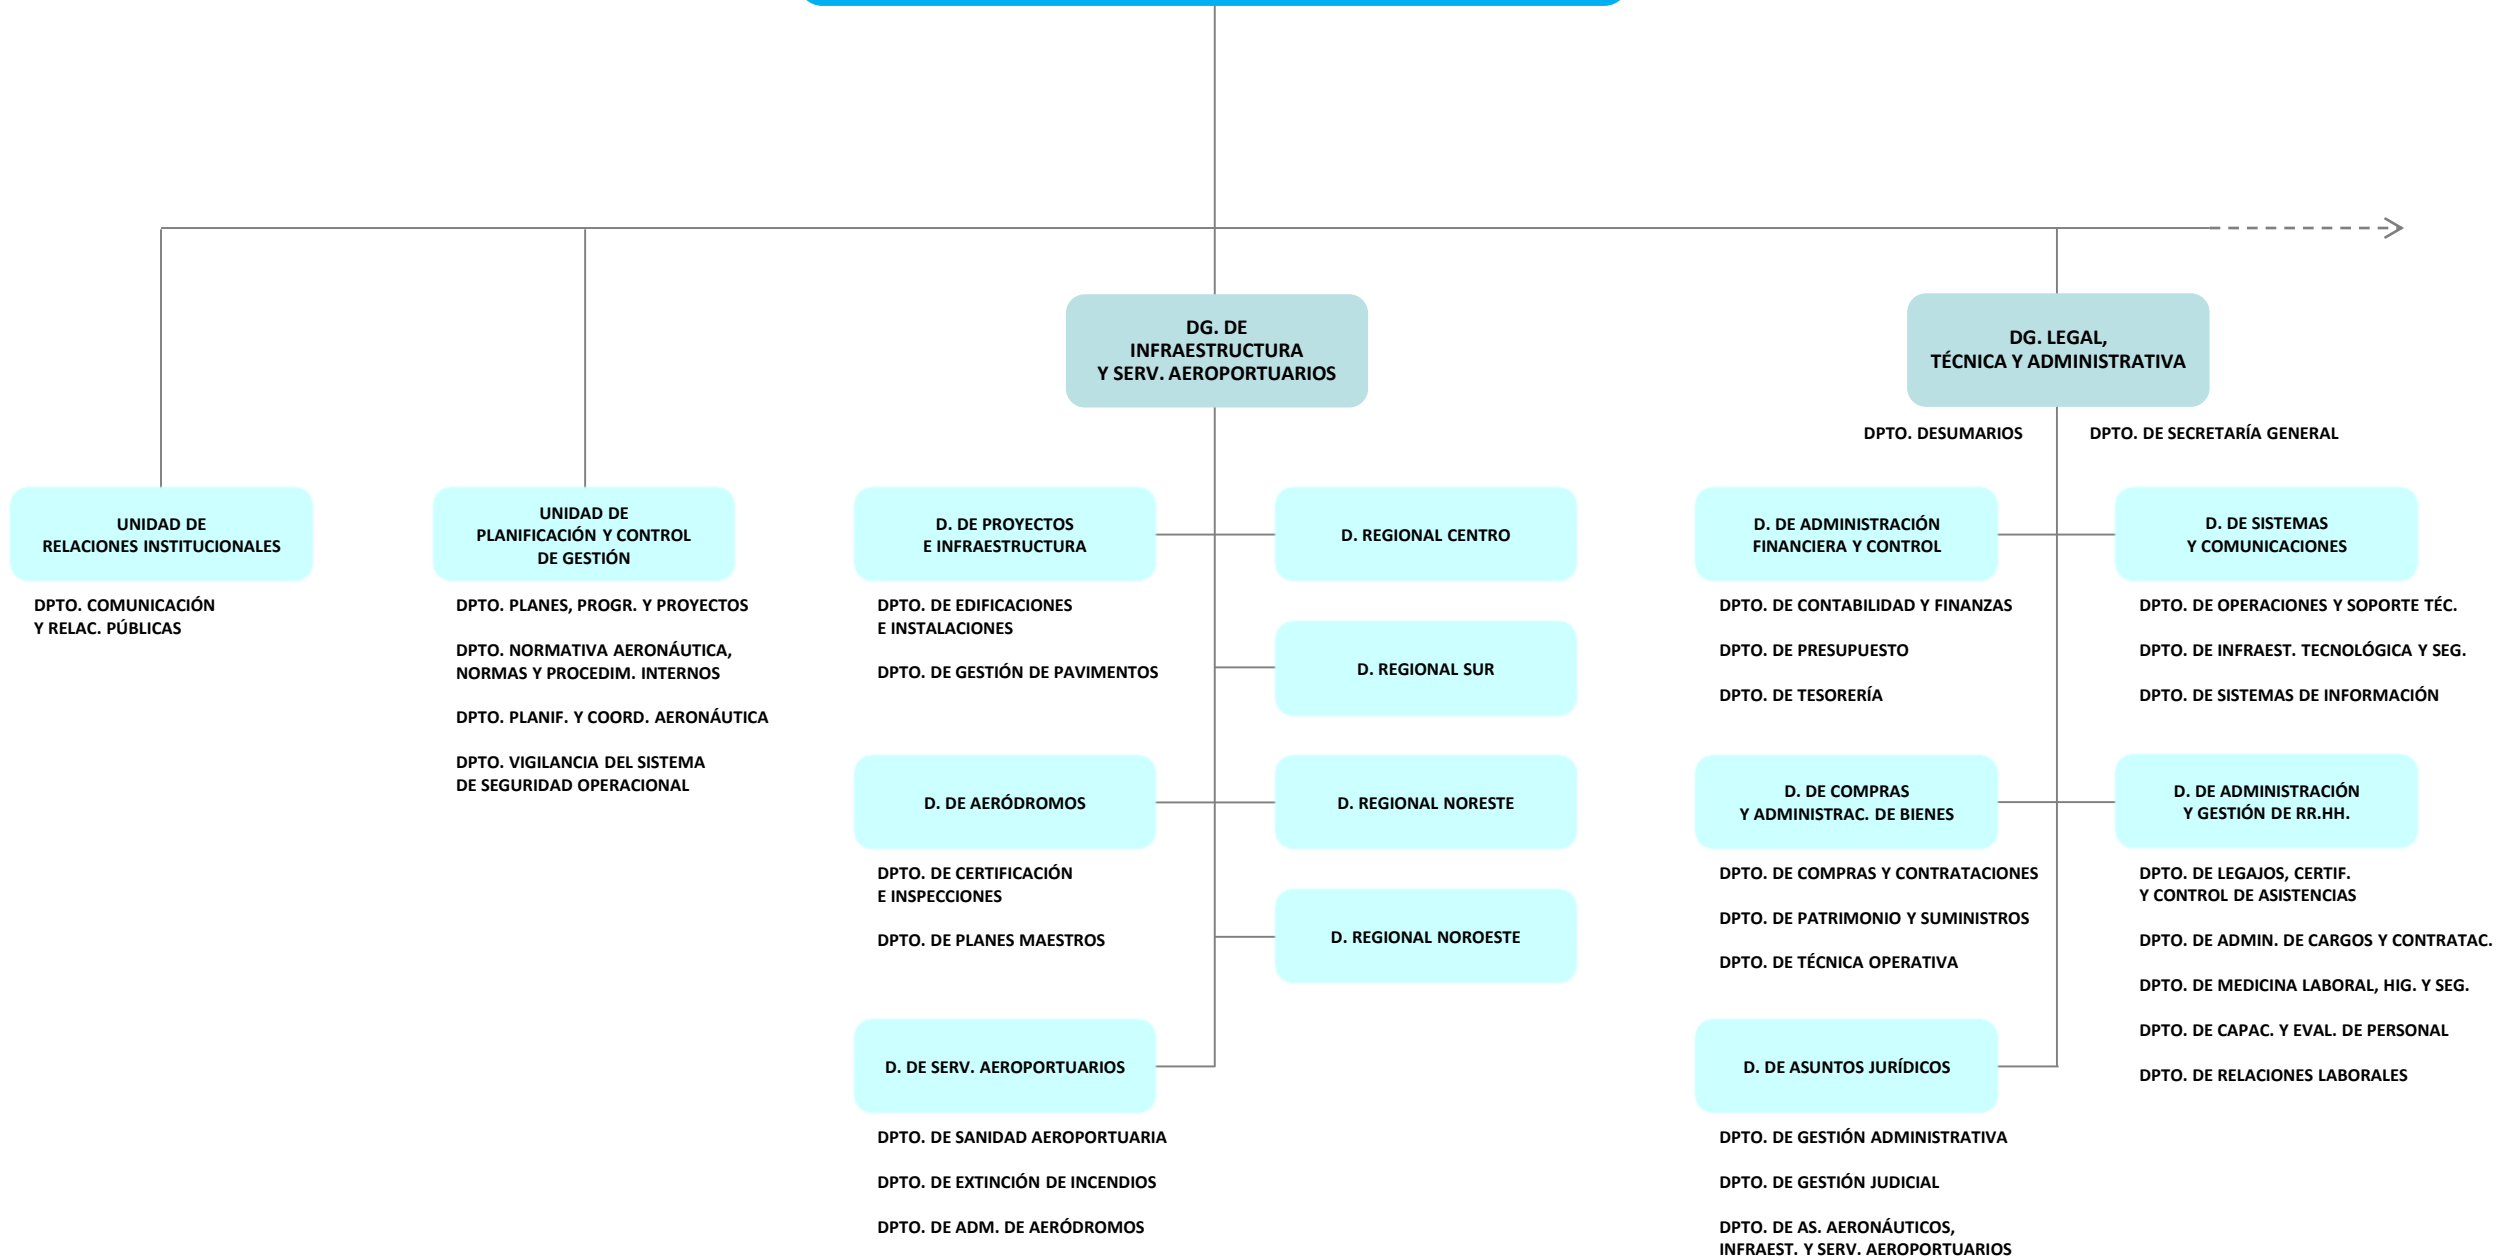 DG. DE
INFRAESTRUCTURA
Y SERV. AEROPORTUARIOS
DG. LEGAL,
TÉCNICA Y ADMINISTRATIVA
DPTO. DESUMARIOS
DPTO. DE SECRETARÍA GENERAL
UNIDAD DE
RELACIONES INSTITUCIONALES
DPTO. COMUNICACIÓN
Y RELAC. PÚBLICAS
UNIDAD DE
PLANIFICACIÓN Y CONTROL
DE GESTIÓN
DPTO. PLANES, PROGR. Y PROYECTOS
DPTO. NORMATIVA AERONÁUTICA,
NORMAS Y PROCEDIM. INTERNOS
DPTO. PLANIF. Y COORD. AERONÁUTICA
DPTO. VIGILANCIA DEL SISTEMA
DE SEGURIDAD OPERACIONAL
D. DE PROYECTOS
E INFRAESTRUCTURA
DPTO. DE EDIFICACIONES
E INSTALACIONES
DPTO. DE GESTIÓN DE PAVIMENTOS
D. DE AERÓDROMOS
DPTO. DE CERTIFICACIÓN
E INSPECCIONES
DPTO. DE PLANES MAESTROS
D. DE SERV. AEROPORTUARIOS
DPTO. DE SANIDAD AEROPORTUARIA
DPTO. DE EXTINCIÓN DE INCENDIOS
DPTO. DE ADM. DE AERÓDROMOS
D. REGIONAL CENTRO
D. REGIONAL SUR
D. REGIONAL NORESTE
D. REGIONAL NOROESTE
D. DE ADMINISTRACIÓN
FINANCIERA Y CONTROL
DPTO. DE CONTABILIDAD Y FINANZAS
DPTO. DE PRESUPUESTO
DPTO. DE TESORERÍA
D. DE COMPRAS
Y ADMINISTRAC. DE BIENES
DPTO. DE COMPRAS Y CONTRATACIONES
DPTO. DE PATRIMONIO Y SUMINISTROS
DPTO. DE TÉCNICA OPERATIVA
D. DE ASUNTOS JURÍDICOS
DPTO. DE GESTIÓN ADMINISTRATIVA
DPTO. DE GESTIÓN JUDICIAL
DPTO. DE AS. AERONÁUTICOS,
INFRAEST. Y SERV. AEROPORTUARIOS
D. DE SISTEMAS
Y COMUNICACIONES
DPTO. DE OPERACIONES Y SOPORTE TÉC.
DPTO. DE INFRAEST. TECNOLÓGICA Y SEG.
DPTO. DE SISTEMAS DE INFORMACIÓN
D. DE ADMINISTRACIÓN
Y GESTIÓN DE RR.HH.
DPTO. DE LEGAJOS, CERTIF.
Y CONTROL DE ASISTENCIAS
DPTO. DE ADMIN. DE CARGOS Y CONTRATAC.
DPTO. DE MEDICINA LABORAL, HIG. Y SEG.
DPTO. DE CAPAC. Y EVAL. DE PERSONAL
DPTO. DE RELACIONES LABORALES